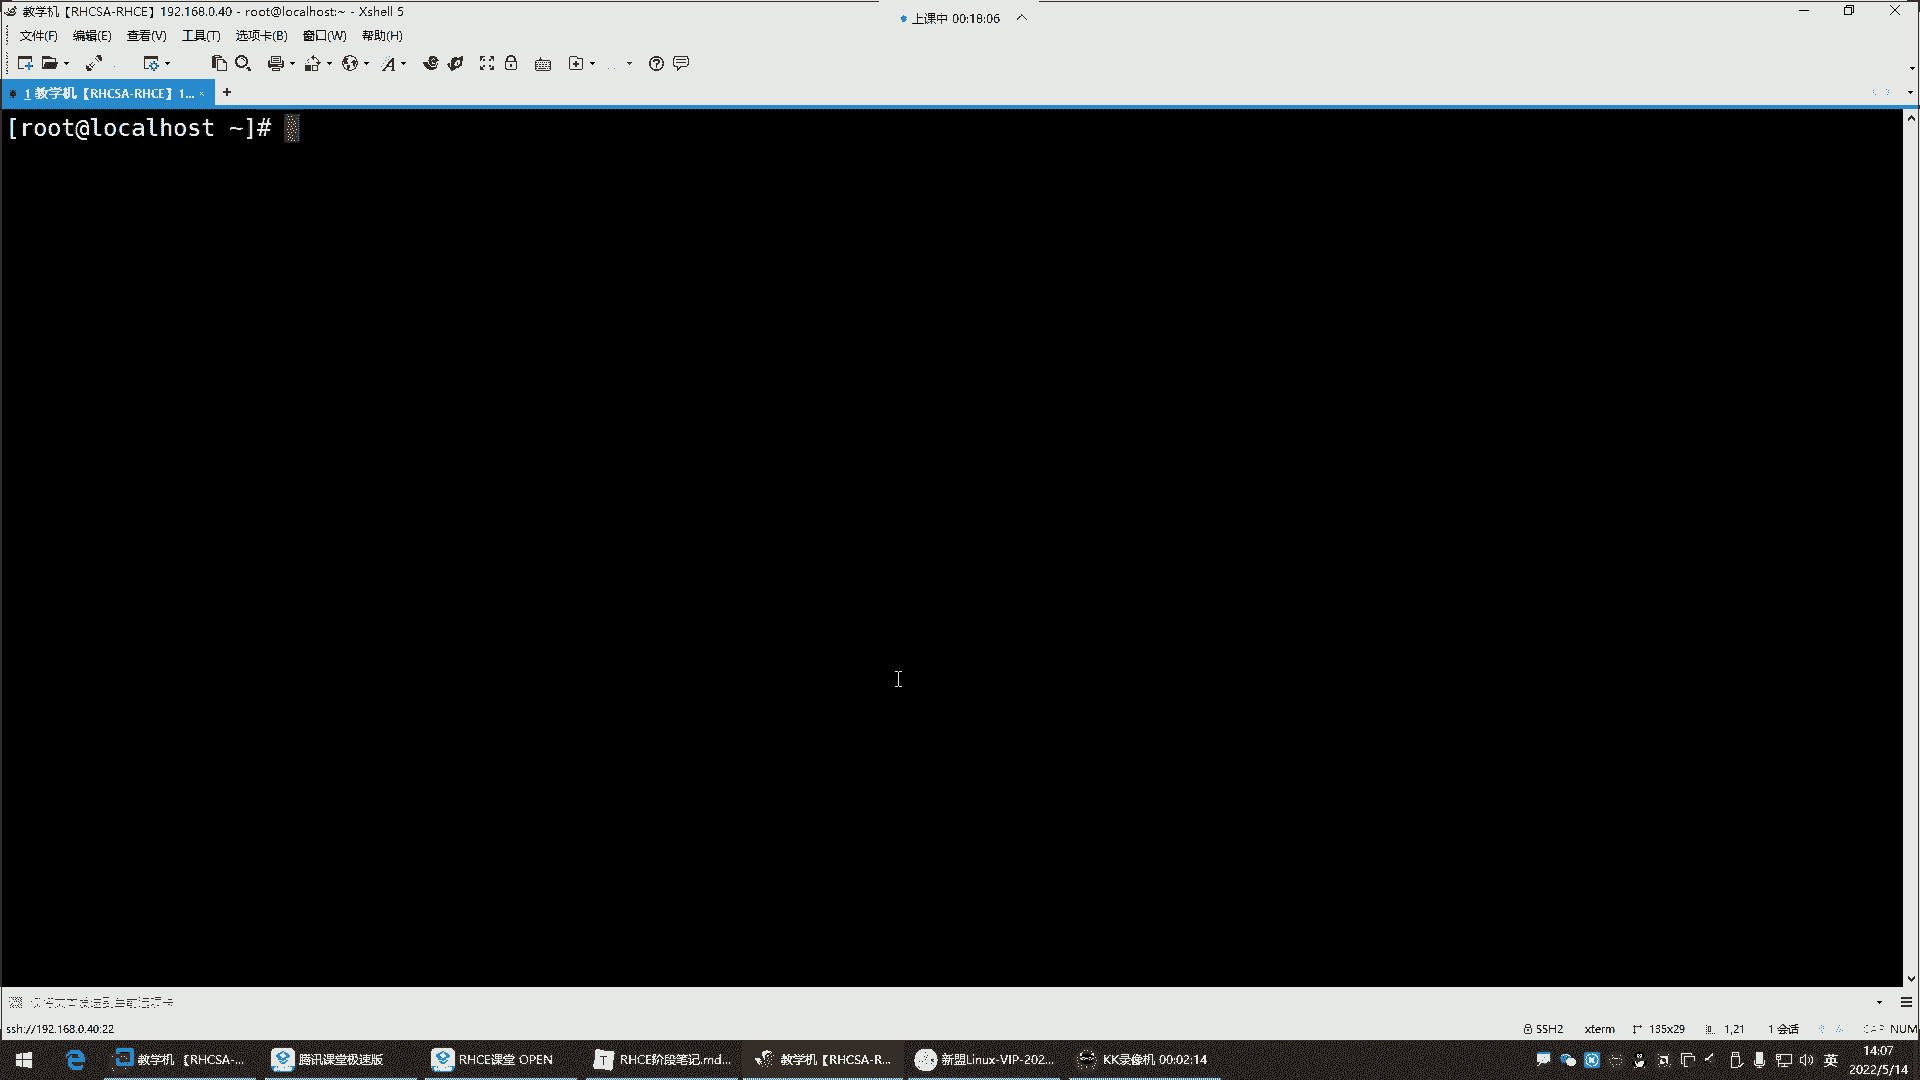 教学机【RHCSA-RHCE】192.168.0.40 - root@localhost:~ - Xshell 5
上课中 00:18:06
文件(F) 编辑(E) 查看(V) 工具(T) 选项卡(B) 窗口(W) 帮助(H)
1 教学机【RHCSA-RHCE】1... × +
[root@localhost ~]#
ssh://192.168.0.40:22
SSH2 xterm 135x29 1,21 1 会话 CAP NUM
教学机 【RHCSA-... 腾讯课堂极速版 RHCE课堂 OPEN RHCE阶段笔记.md... 教学机【RHCSA-R... 新盟Linux-VIP-202... KK录像机 00:02:14 英 14:07
2022/5/14